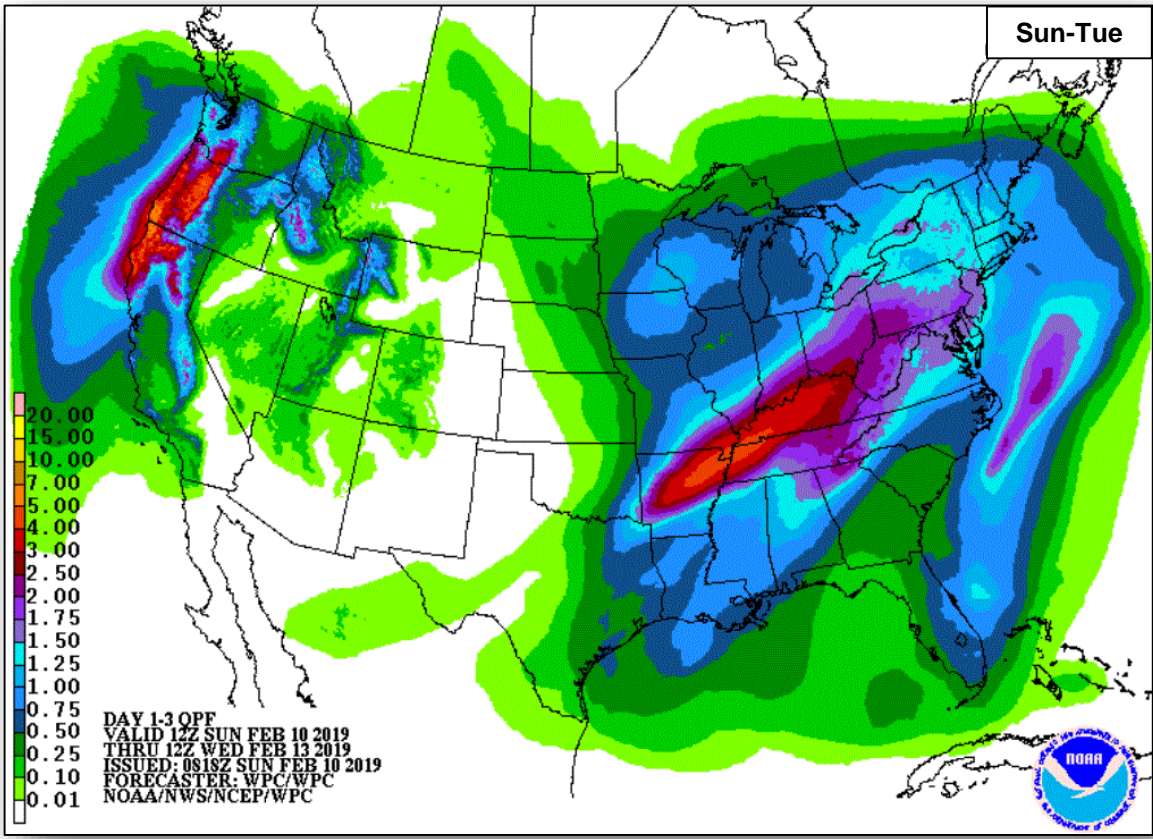 Sun-Tue
20.00
15.00
10.00
7.00
5.00
4.00
3.00
2.50
2.00
1.75
1.50
1.25
1.00
0.75
0.50
0.25
0.10
0.01
DAY 1-3 QPF
VALID 12Z SUN FEB 10 2019
THRU 12Z WED FEB 13 2019
ISSUED: 0818Z SUN FEB 10 2019
FORECASTER: WPC/WPC
NOAA/NWS/NCEP/WPC
NOAA